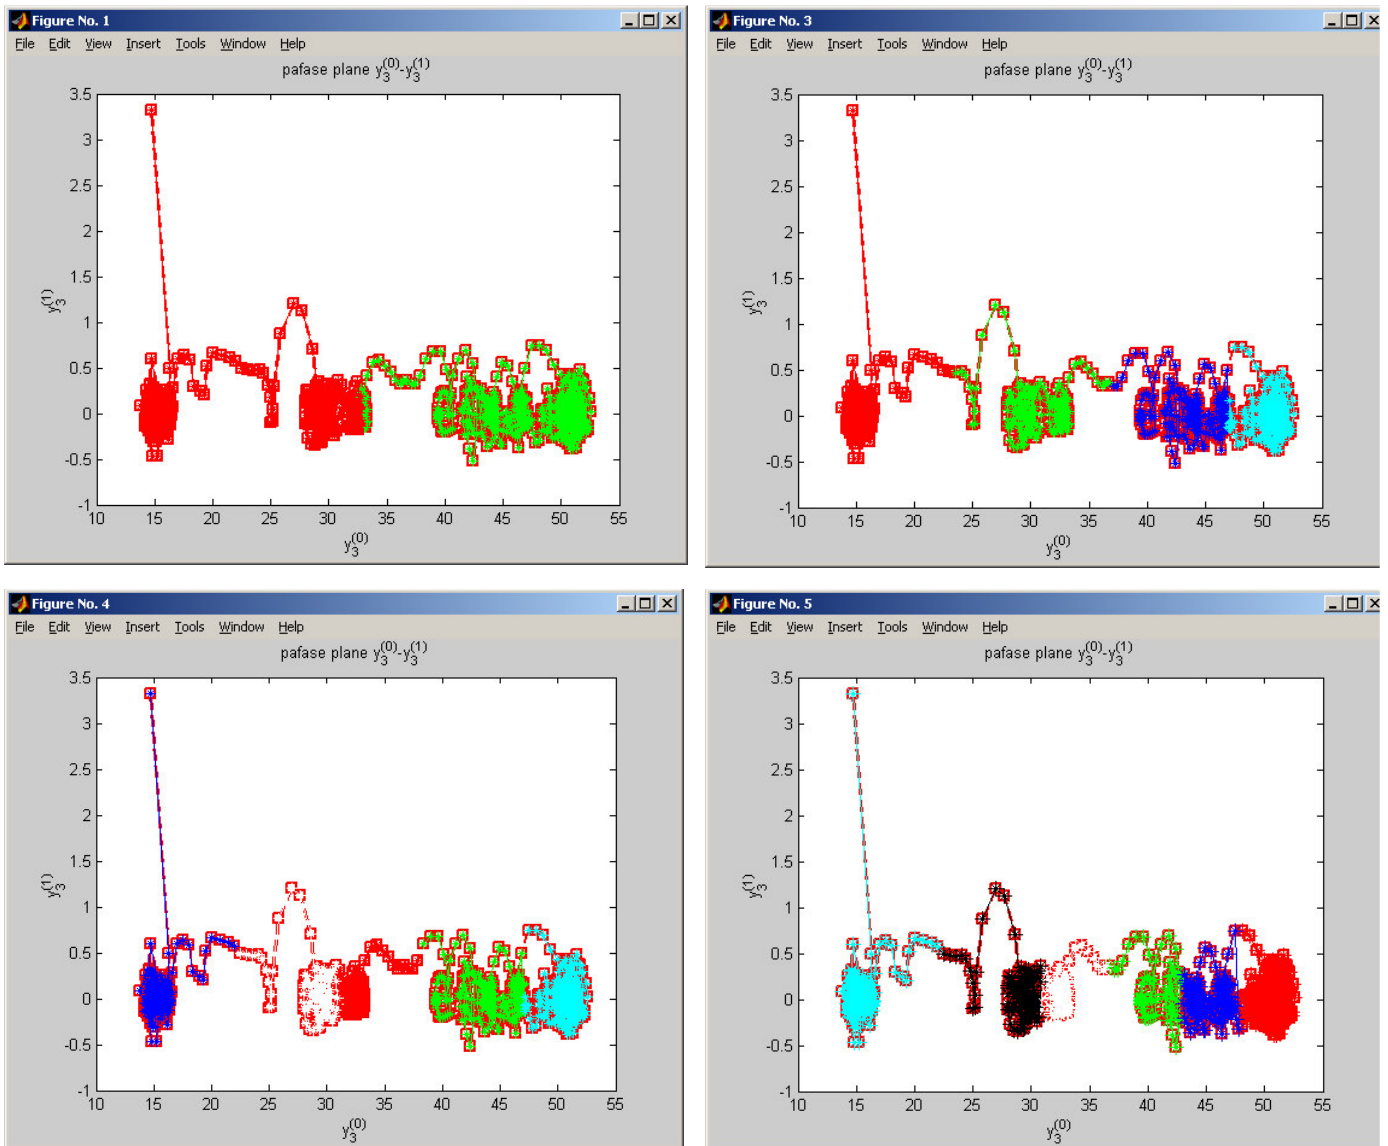 Figure No. 1
File Edit View Insert Tools Window Help
pafase plane y₃⁽⁰⁾-y₃⁽¹⁾
3.5
3
2.5
2
1.5
1
0.5
0
-0.5
-1
y₃⁽¹⁾
10 15 20 25 30 35 40 45 50 55
y₃⁽⁰⁾
Figure No. 3
File Edit View Insert Tools Window Help
pafase plane y₃⁽⁰⁾-y₃⁽¹⁾
3.5
3
2.5
2
1.5
1
0.5
0
-0.5
-1
y₃⁽¹⁾
10 15 20 25 30 35 40 45 50 55
y₃⁽⁰⁾
Figure No. 4
File Edit View Insert Tools Window Help
pafase plane y₃⁽⁰⁾-y₃⁽¹⁾
3.5
3
2.5
2
1.5
1
0.5
0
-0.5
-1
y₃⁽¹⁾
10 15 20 25 30 35 40 45 50 55
y₃⁽⁰⁾
Figure No. 5
File Edit View Insert Tools Window Help
pafase plane y₃⁽⁰⁾-y₃⁽¹⁾
3.5
3
2.5
2
1.5
1
0.5
0
-0.5
-1
y₃⁽¹⁾
10 15 20 25 30 35 40 45 50 55
y₃⁽⁰⁾